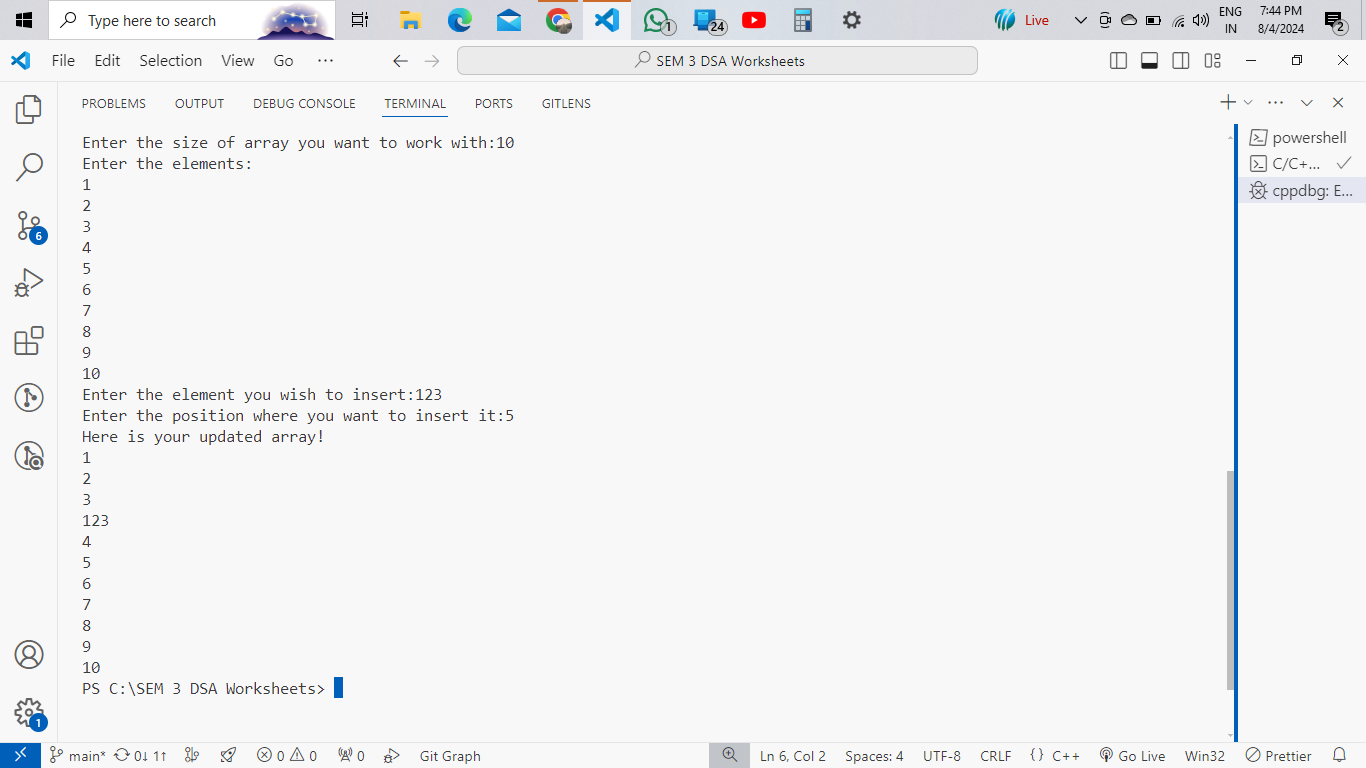 Type here to search
1
24
Live
ENG
IN
7:44 PM
8/4/2024
2
File Edit Selection View Go ···
SEM 3 DSA Worksheets
PROBLEMS OUTPUT DEBUG CONSOLE TERMINAL PORTS GITLENS
Enter the size of array you want to work with:10
Enter the elements:
1
2
3
4
5
6
7
8
9
10
Enter the element you wish to insert:123
Enter the position where you want to insert it:5
Here is your updated array!
1
2
3
123
4
5
6
7
8
9
10
PS C:\SEM 3 DSA Worksheets>
powershell
C/C+...
cppdbg: E...
6
1
main* 0↓ 1↑ 0 0 0 Git Graph Ln 6, Col 2 Spaces: 4 UTF-8 CRLF {} C++ Go Live Win32 Prettier